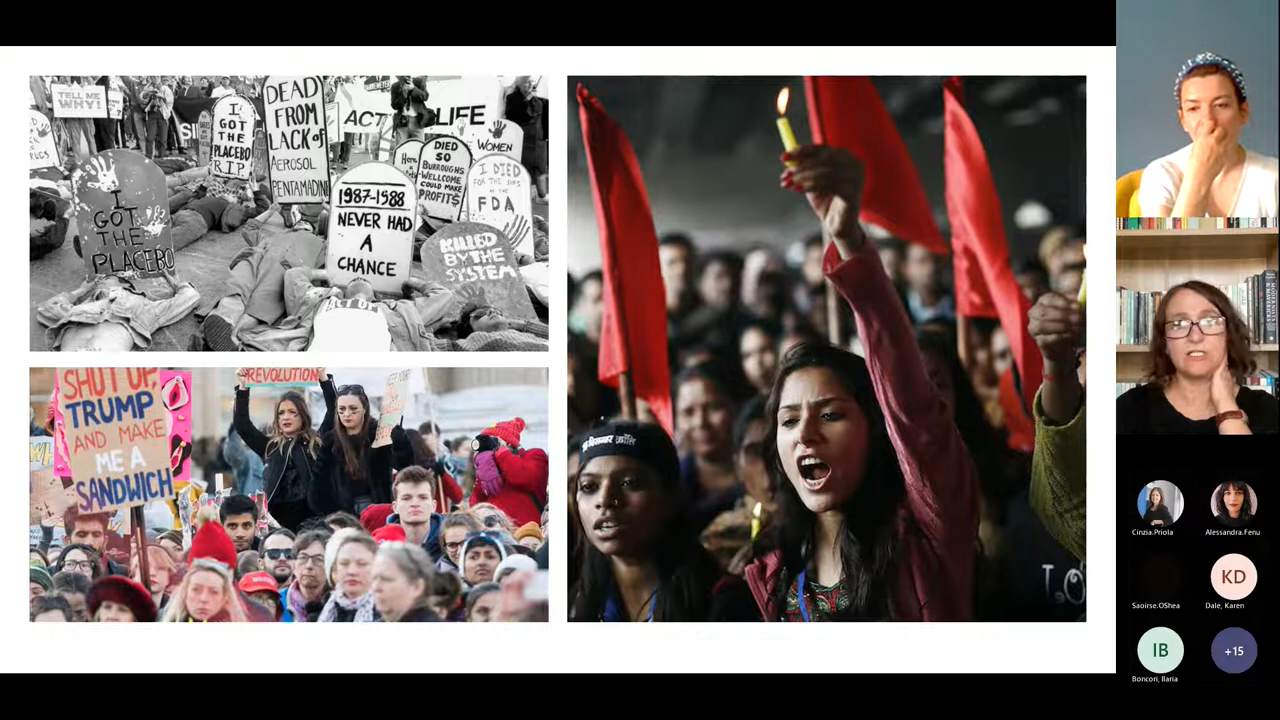 TELL ME
WHY!
I
GOT
THE
PLACEBO
R.I.P.
DEAD
FROM
LACK of
AEROSOL
PENTAMADINE
ACT
LIFE
WOMEN
DIED
SO
BURROUGHS
WELLCOME
COULD MAKE
PROFITS
I DIED
FOR THE SINS
OF THE
FDA
I
GOT
THE
PLACEBO
1987-1988
NEVER HAD
A
CHANCE
KILLED
BY THE
SYSTEM
ACT UP
SHUT UP,
TRUMP
AND MAKE
ME A
SANDWICH
REVOLUTION
Cinzia.Priola
Alessandra.Fenu
KD
Saoirse.OShea
Dale, Karen
IB
+15
Boncori, Ilaria